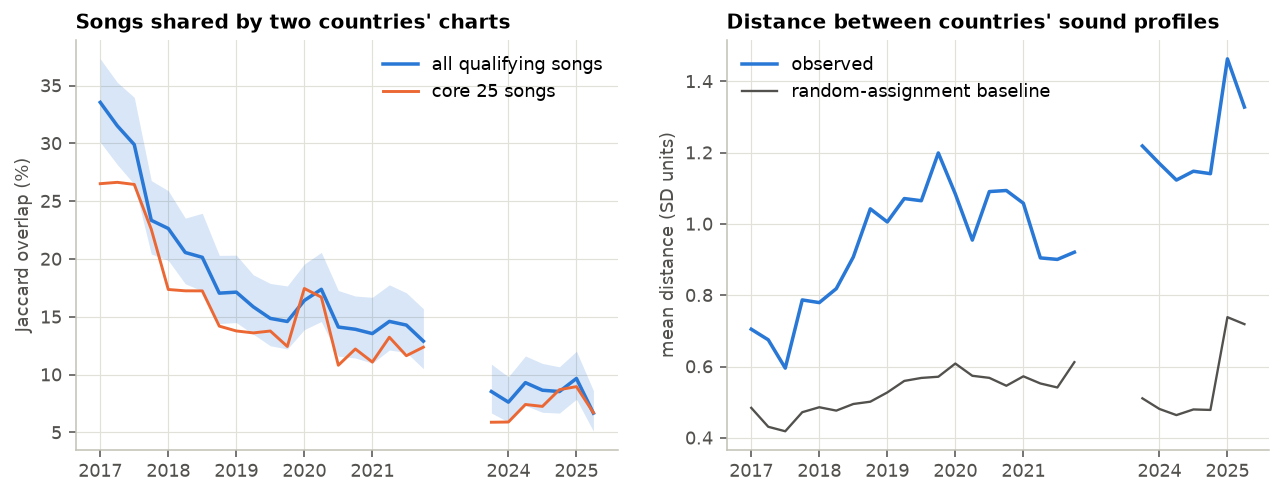 Songs shared by two countries' charts
all qualifying songs
core 25 songs
Jaccard overlap (%)
35
30
25
20
15
10
5
2017 2018 2019 2020 2021 2024 2025
Distance between countries' sound profiles
observed
random-assignment baseline
mean distance (SD units)
1.4
1.2
1.0
0.8
0.6
0.4
2017 2018 2019 2020 2021 2024 2025